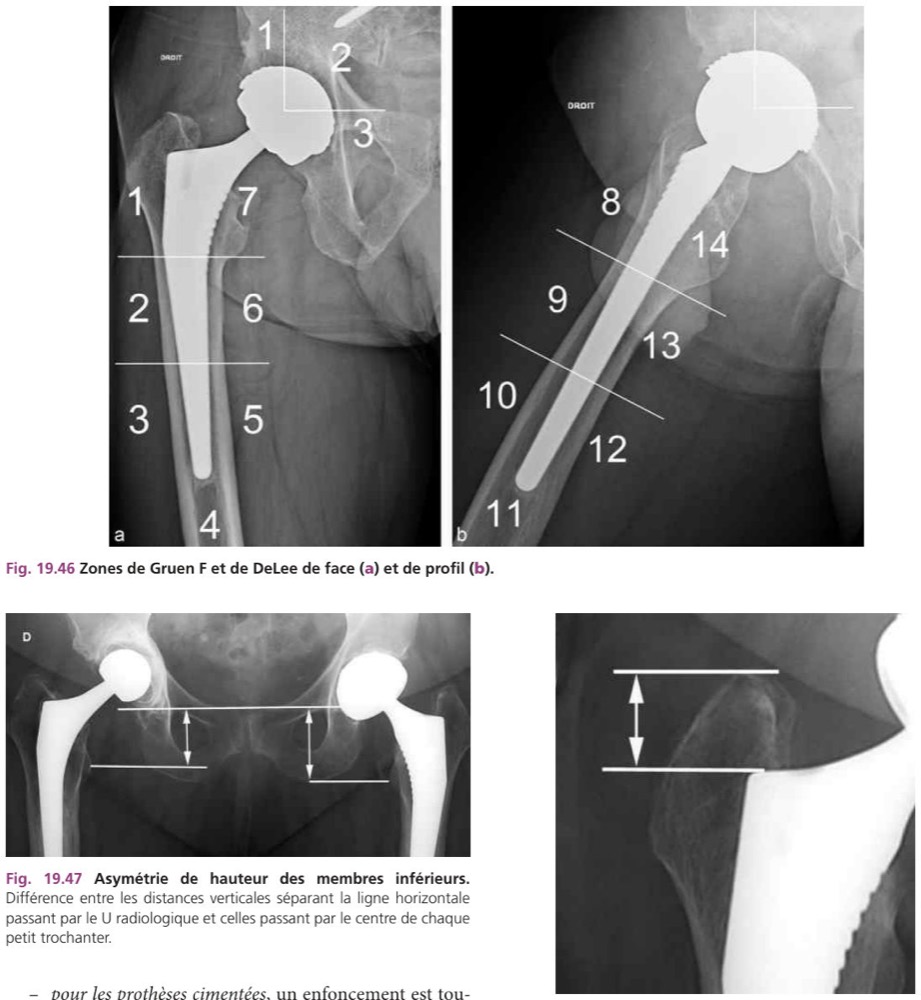 DROIT
1
2
3
1
7
2
6
3
5
4
a
DROIT
8
14
9
13
10
12
11
b
Fig. 19.46 Zones de Gruen F et de DeLee de face (a) et de profil (b).
D
Fig. 19.47 Asymétrie de hauteur des membres inférieurs.
Différence entre les distances verticales séparant la ligne horizontale
passant par le U radiologique et celles passant par le centre de chaque
petit trochanter.
– pour les prothèses cimentées, un enfoncement est tou-